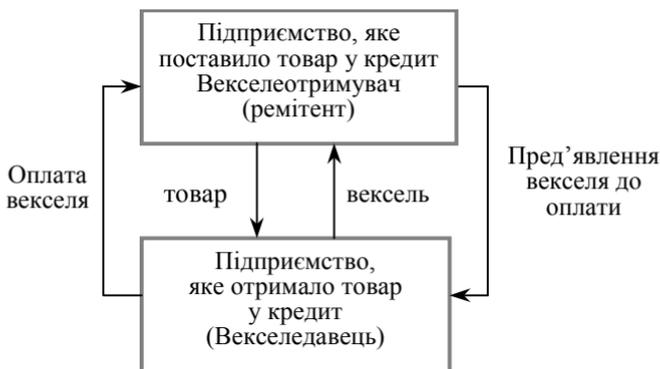 Підприємство, яке
поставило товар у кредит
Векселеотримувач
(ремітент)
Оплата
векселя
товар
вексель
Пред’явлення
векселя до
оплати
Підприємство,
яке отримало товар
у кредит
(Векселедавець)